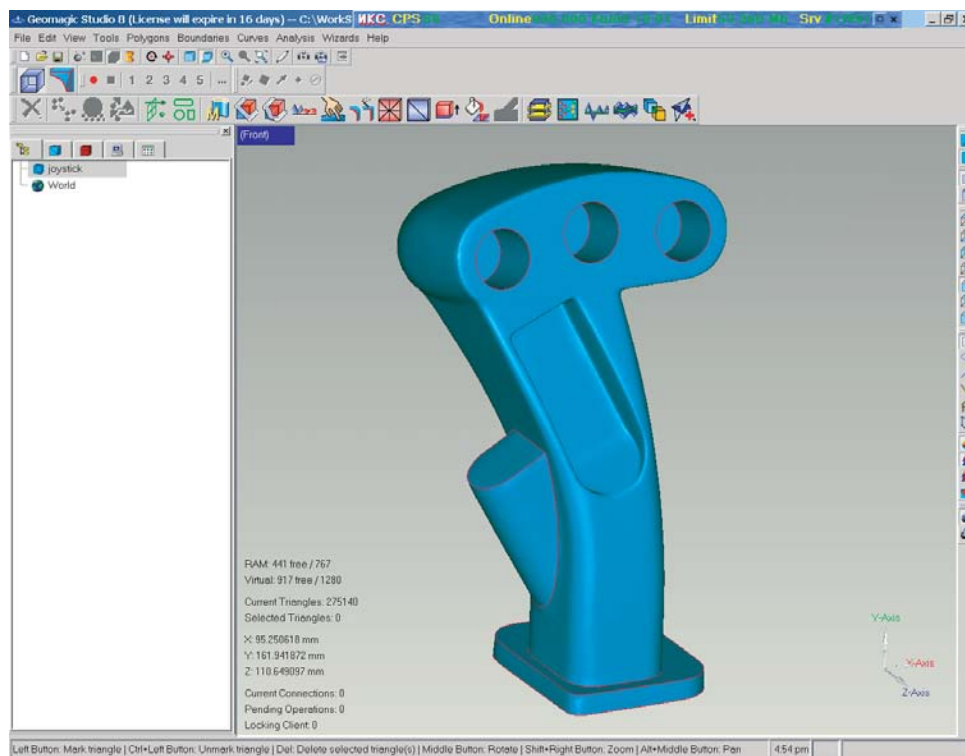 Geomagic Studio 8 (License will expire in 16 days) -- C:\WorkS MKC, CPS Online Limit Srv
File Edit View Tools Polygons Boundaries Curves Analysis Wizards Help
1 2 3 4 5 ...
(Front)
joystick
World
RAM: 441 free / 767
Virtual: 917 free / 1280
Current Triangles: 275140
Selected Triangles: 0
X: 95.250618 mm
Y: 161.941872 mm
Z: 110.649097 mm
Current Connections: 0
Pending Operations: 0
Locking Client: 0
Y-Axis
X-Axis
Z-Axis
Left Button: Mark triangle | Ctrl+Left Button: Unmark triangle | Del: Delete selected triangle(s) | Middle Button: Rotate | Shift+Right Button: Zoom | Alt+Middle Button: Pan 4:54 pm